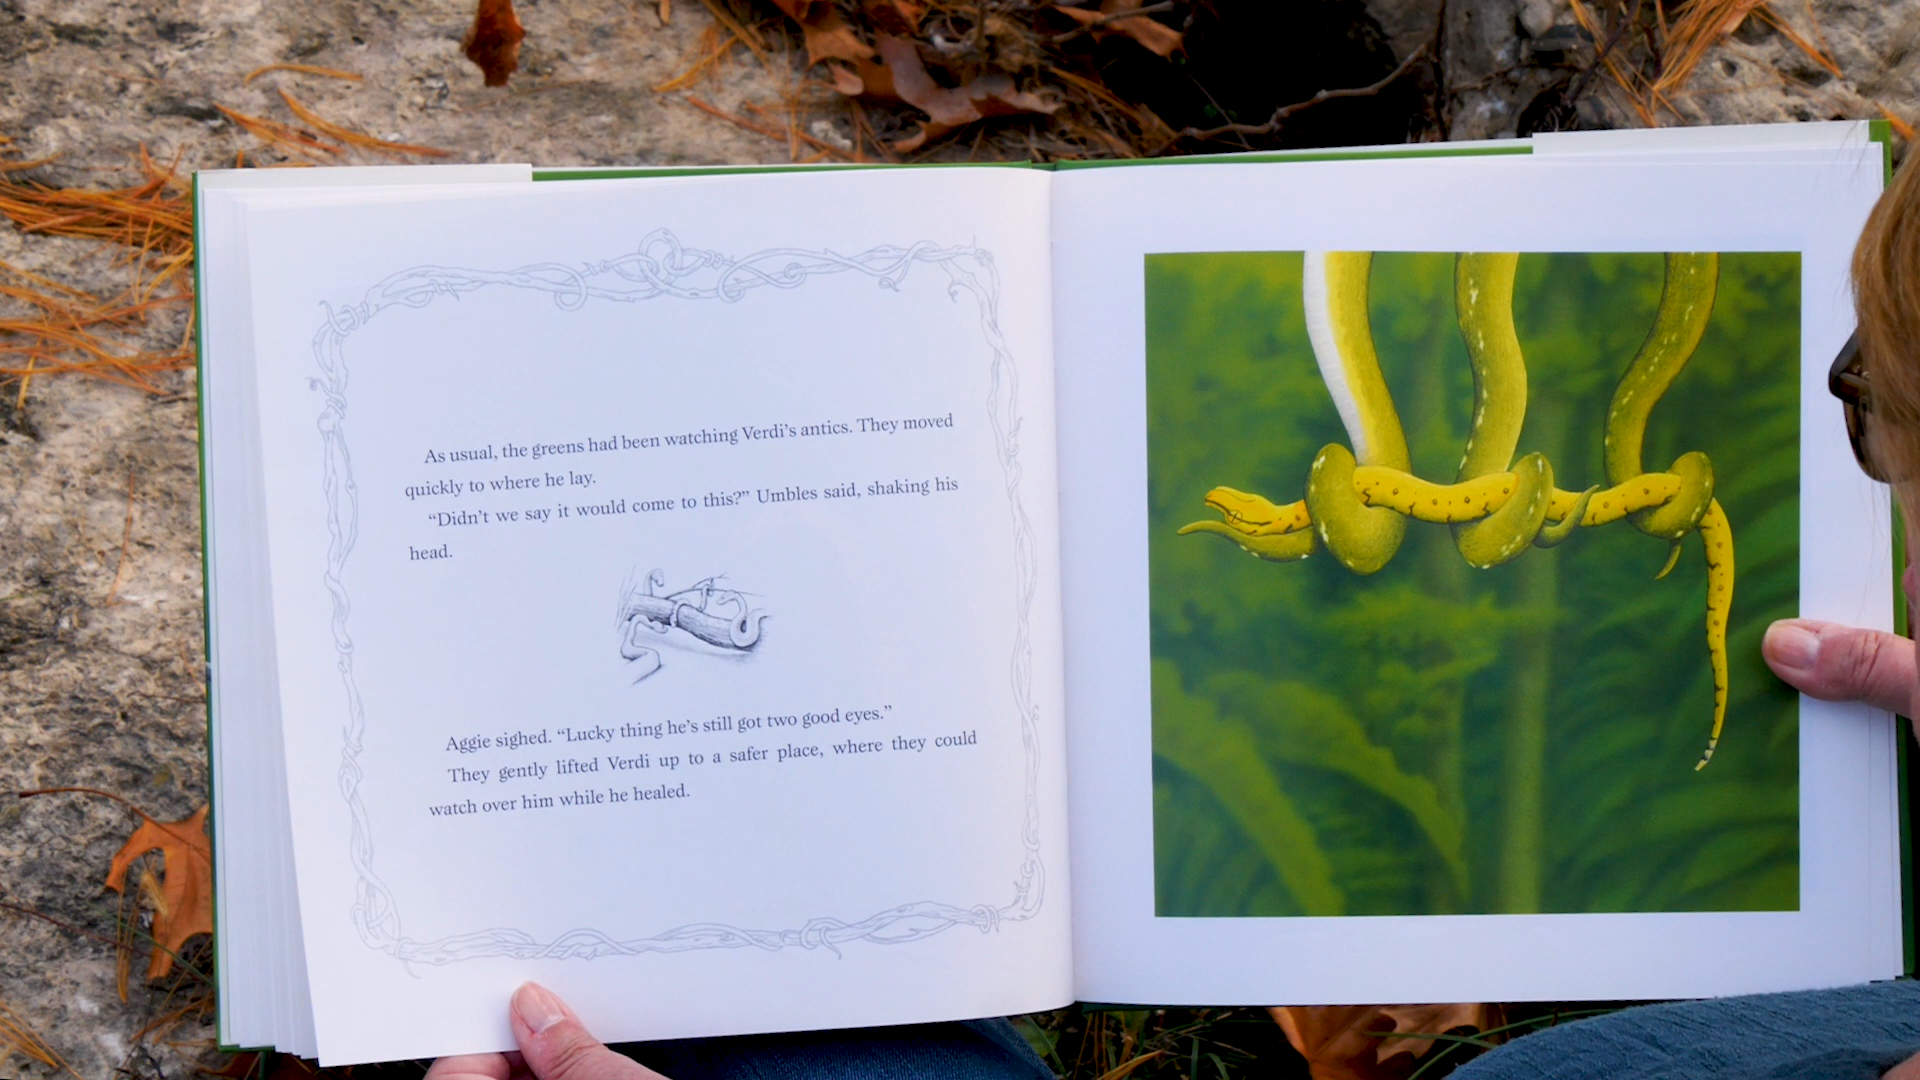 As usual, the greens had been watching Verdi's antics. They moved
quickly to where he lay.
“Didn't we say it would come to this?” Umbles said, shaking his
head.
Aggie sighed. “Lucky thing he's still got two good eyes.”
They gently lifted Verdi up to a safer place, where they could
watch over him while he healed.